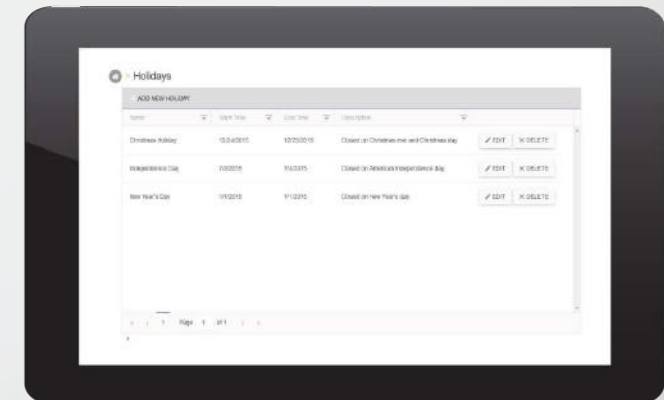 > Holidays
+ ADD NEW HOLIDAY
Name Start Time End Time Description
Christmas Holiday 12/24/2015 12/25/2015 Closed on Christmas eve and Christmas day EDIT × DELETE
Independence Day 7/4/2015 Closed on American Independence day EDIT × DELETE
New Year's Day 1/1/2015 1/1/2015 Closed on new Year's day EDIT × DELETE
1 Page 1 of 1